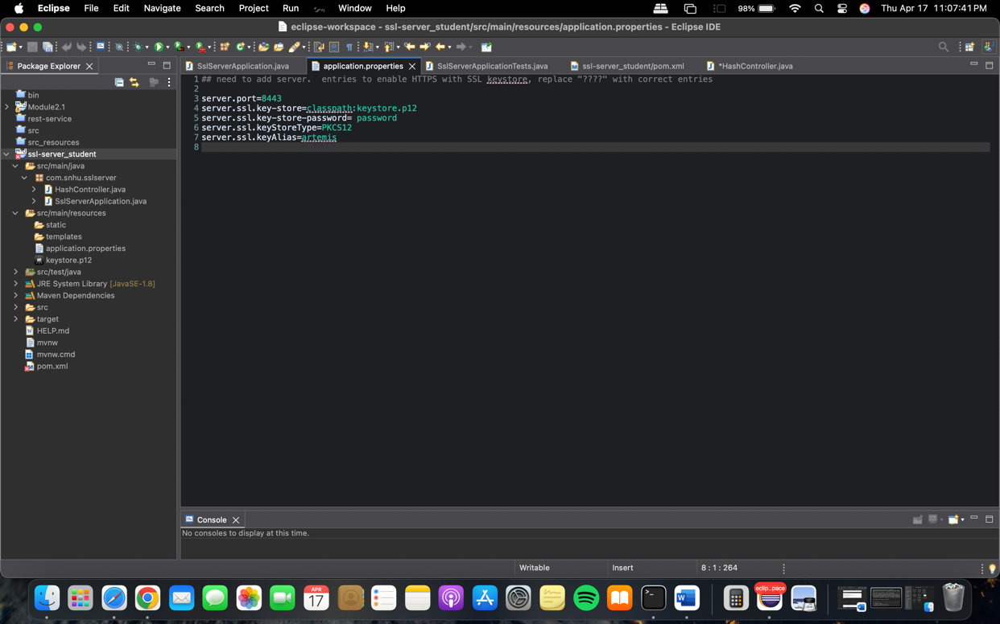 Eclipse File Edit Navigate Search Project Run Window Help 98% Thu Apr 17 11:07:41 PM
eclipse-workspace - ssl-server_student/src/main/resources/application.properties - Eclipse IDE
Package Explorer
bin
Module2.1
rest-service
src
src_resources
ssl-server_student
src/main/java
com.snhu.sslserver
HashController.java
SslServerApplication.java
src/main/resources
static
templates
application.properties
keystore.p12
src/test/java
JRE System Library [JavaSE-1.8]
Maven Dependencies
src
target
HELP.md
mvnw
mvnw.cmd
pom.xml
SslServerApplication.java application.properties SslServerApplicationTests.java ssl-server_student/pom.xml *HashController.java
1 ## need to add server.  entries to enable HTTPS with SSL keystore, replace "????" with correct entries
2
3 server.port=8443
4 server.ssl.key-store=classpath:keystore.p12
5 server.ssl.key-store-password= password
6 server.ssl.keyStoreType=PKCS12
7 server.ssl.keyAlias=artemis
8
Console
No consoles to display at this time.
Writable Insert 8 : 1 : 264
APR
17
W
eclip...pace